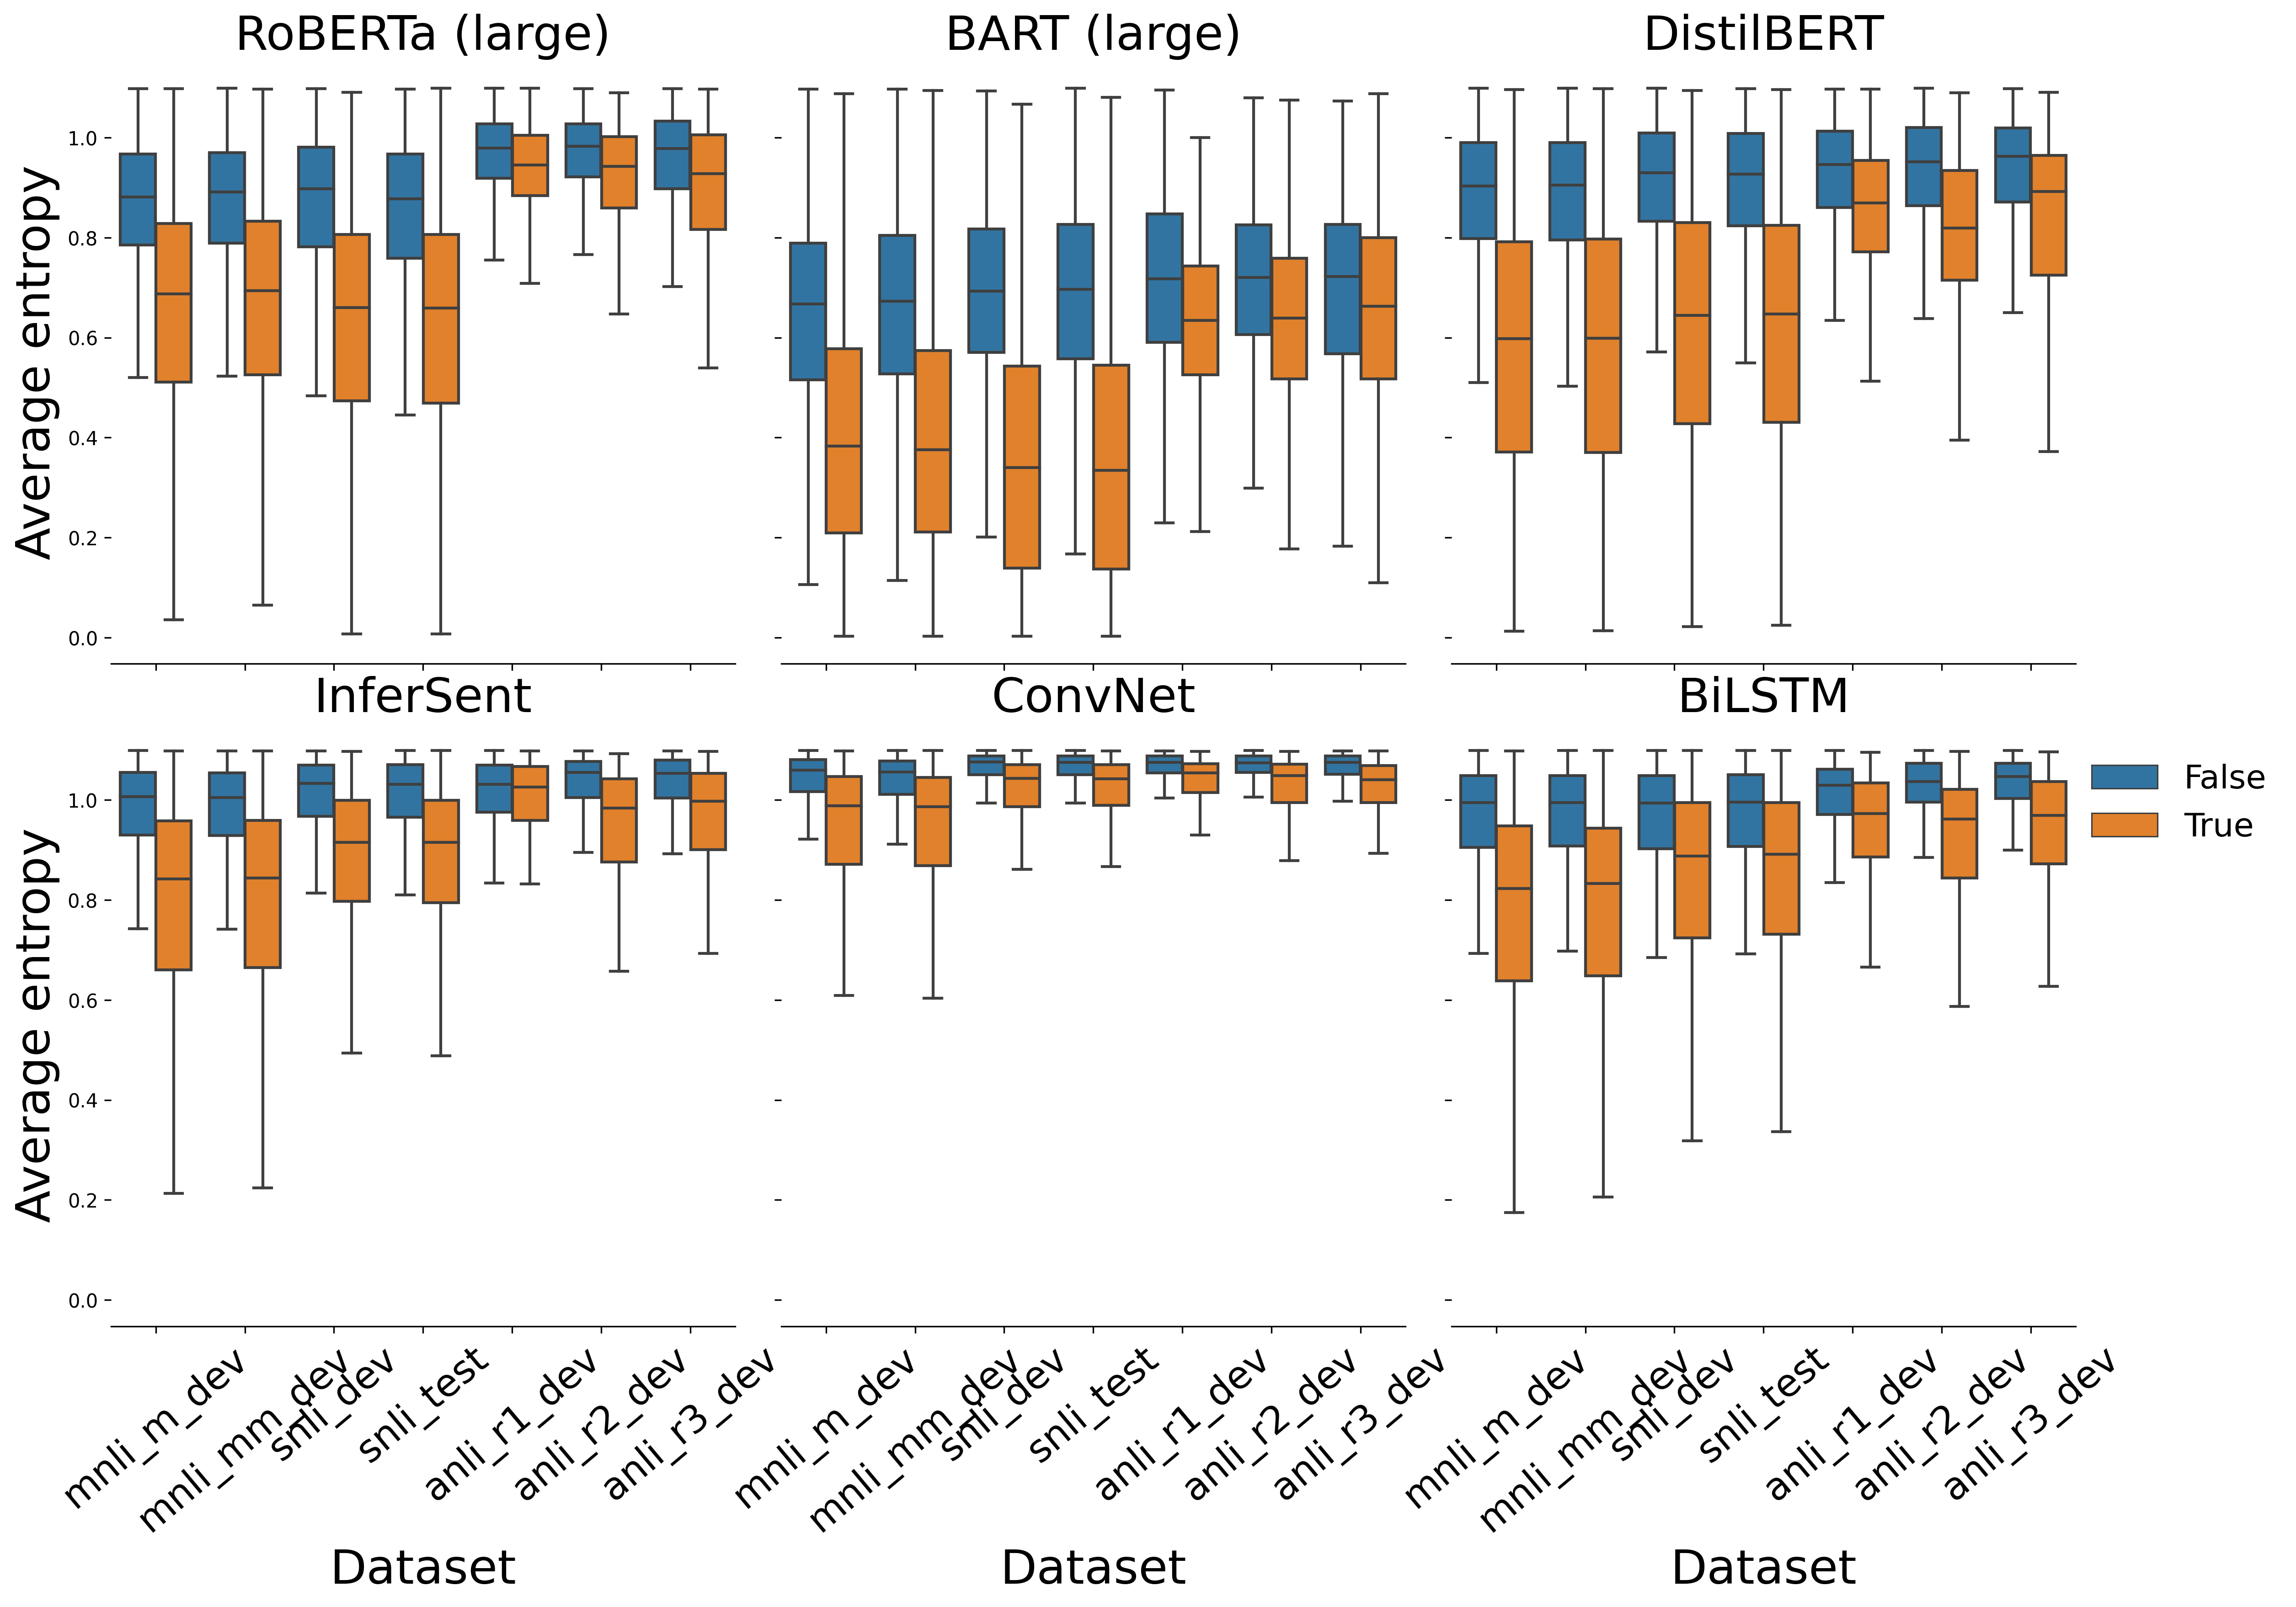 RoBERTa (large)
BART (large)
DistilBERT
Average entropy
1.0
0.8
0.6
0.4
0.2
0.0
InferSent
ConvNet
BiLSTM
Average entropy
1.0
0.8
0.6
0.4
0.2
0.0
False
True
mnli_m_dev
mnli_mm_dev
snli_dev
snli_test
anli_r1_dev
anli_r2_dev
anli_r3_dev
mnli_m_dev
mnli_mm_dev
snli_dev
snli_test
anli_r1_dev
anli_r2_dev
anli_r3_dev
mnli_m_dev
mnli_mm_dev
snli_dev
snli_test
anli_r1_dev
anli_r2_dev
anli_r3_dev
Dataset
Dataset
Dataset